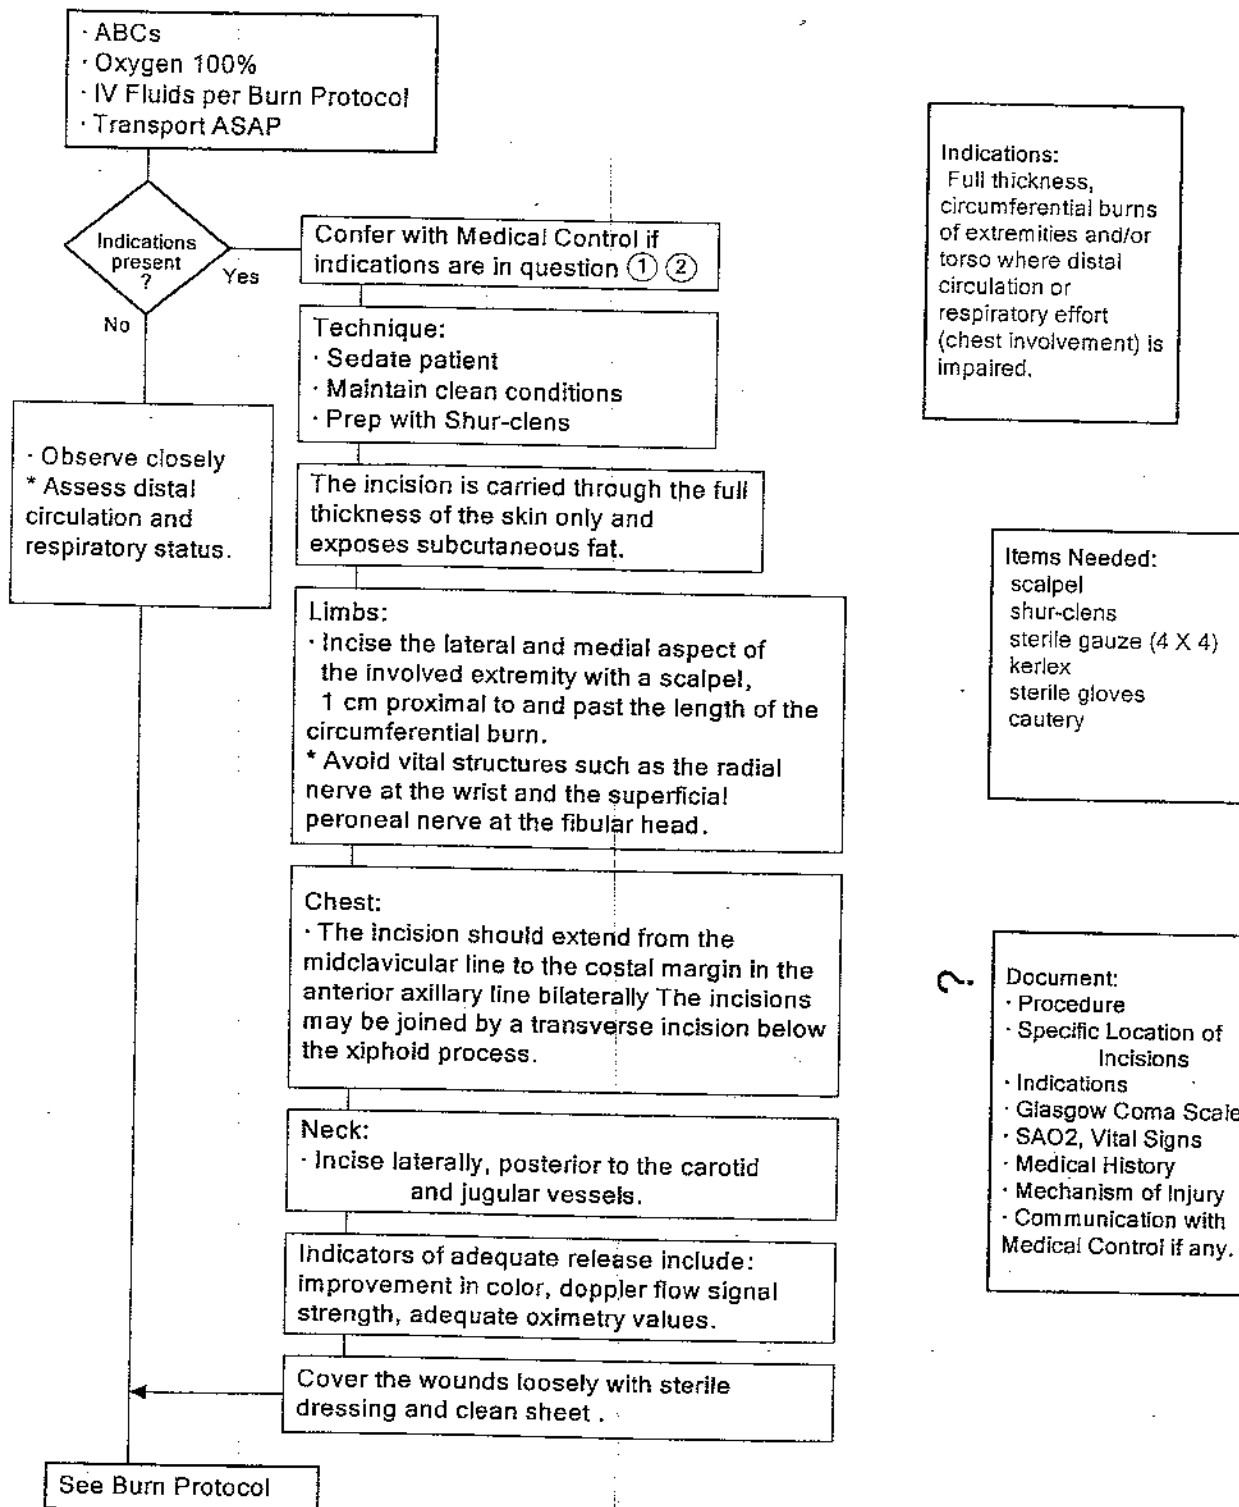 · ABCs
· Oxygen 100%
· IV Fluids per Burn Protocol
· Transport ASAP
Indications
present
?
Yes
No
Confer with Medical Control if
indications are in question ① ②
Technique:
· Sedate patient
· Maintain clean conditions
· Prep with Shur-clens
· Observe closely
* Assess distal
circulation and
respiratory status.
The incision is carried through the full
thickness of the skin only and
exposes subcutaneous fat.
Limbs:
· Incise the lateral and medial aspect of
the involved extremity with a scalpel,
1 cm proximal to and past the length of the
circumferential burn.
* Avoid vital structures such as the radial
nerve at the wrist and the superficial
peroneal nerve at the fibular head.
Chest:
· The incision should extend from the
midclavicular line to the costal margin in the
anterior axillary line bilaterally The incisions
may be joined by a transverse incision below
the xiphoid process.
Neck:
· Incise laterally, posterior to the carotid
and jugular vessels.
Indicators of adequate release include:
improvement in color, doppler flow signal
strength, adequate oximetry values.
Cover the wounds loosely with sterile
dressing and clean sheet .
See Burn Protocol
Indications:
Full thickness,
circumferential burns
of extremities and/or
torso where distal
circulation or
respiratory effort
(chest involvement) is
impaired.
Items Needed:
scalpel
shur-clens
sterile gauze (4 X 4)
kerlex
sterile gloves
cautery
?
Document:
· Procedure
· Specific Location of
Incisions
· Indications
· Glasgow Coma Scale
· SAO2, Vital Signs
· Medical History
· Mechanism of Injury
· Communication with
Medical Control if any.